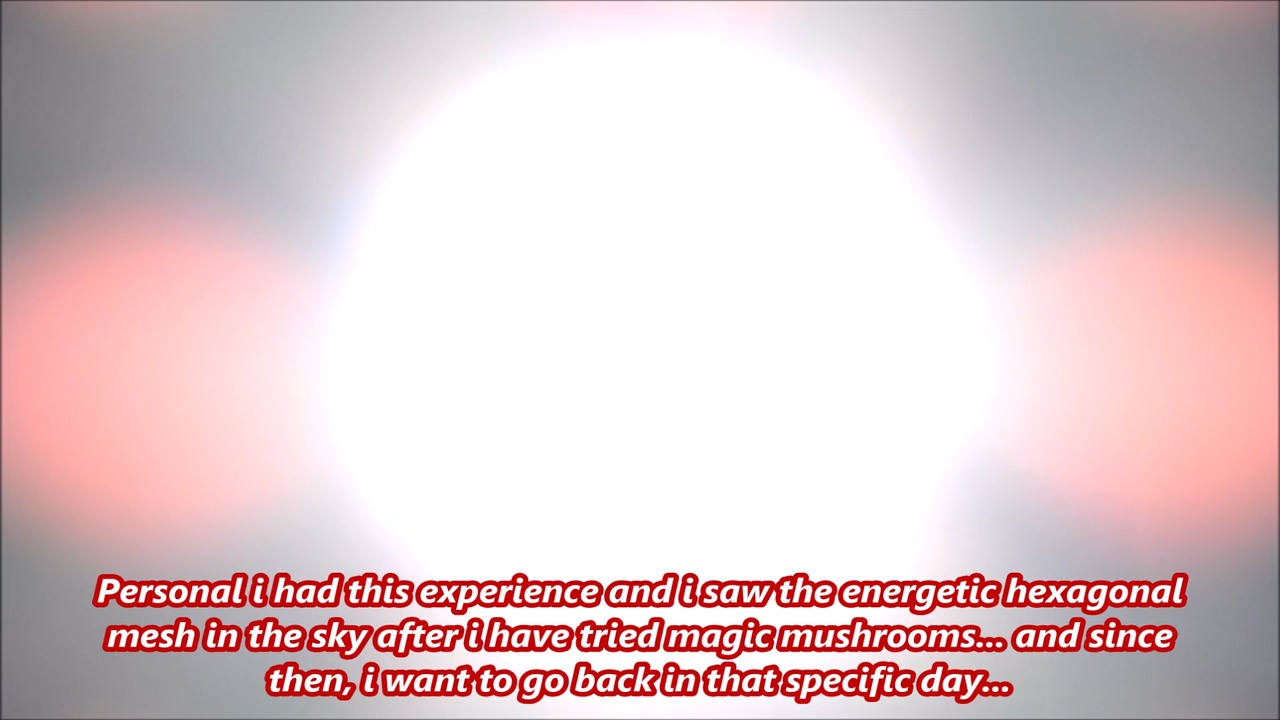 Personal i had this experience and i saw the energetic hexagonal
mesh in the sky after i have tried magic mushrooms... and since
then, i want to go back in that specific day...